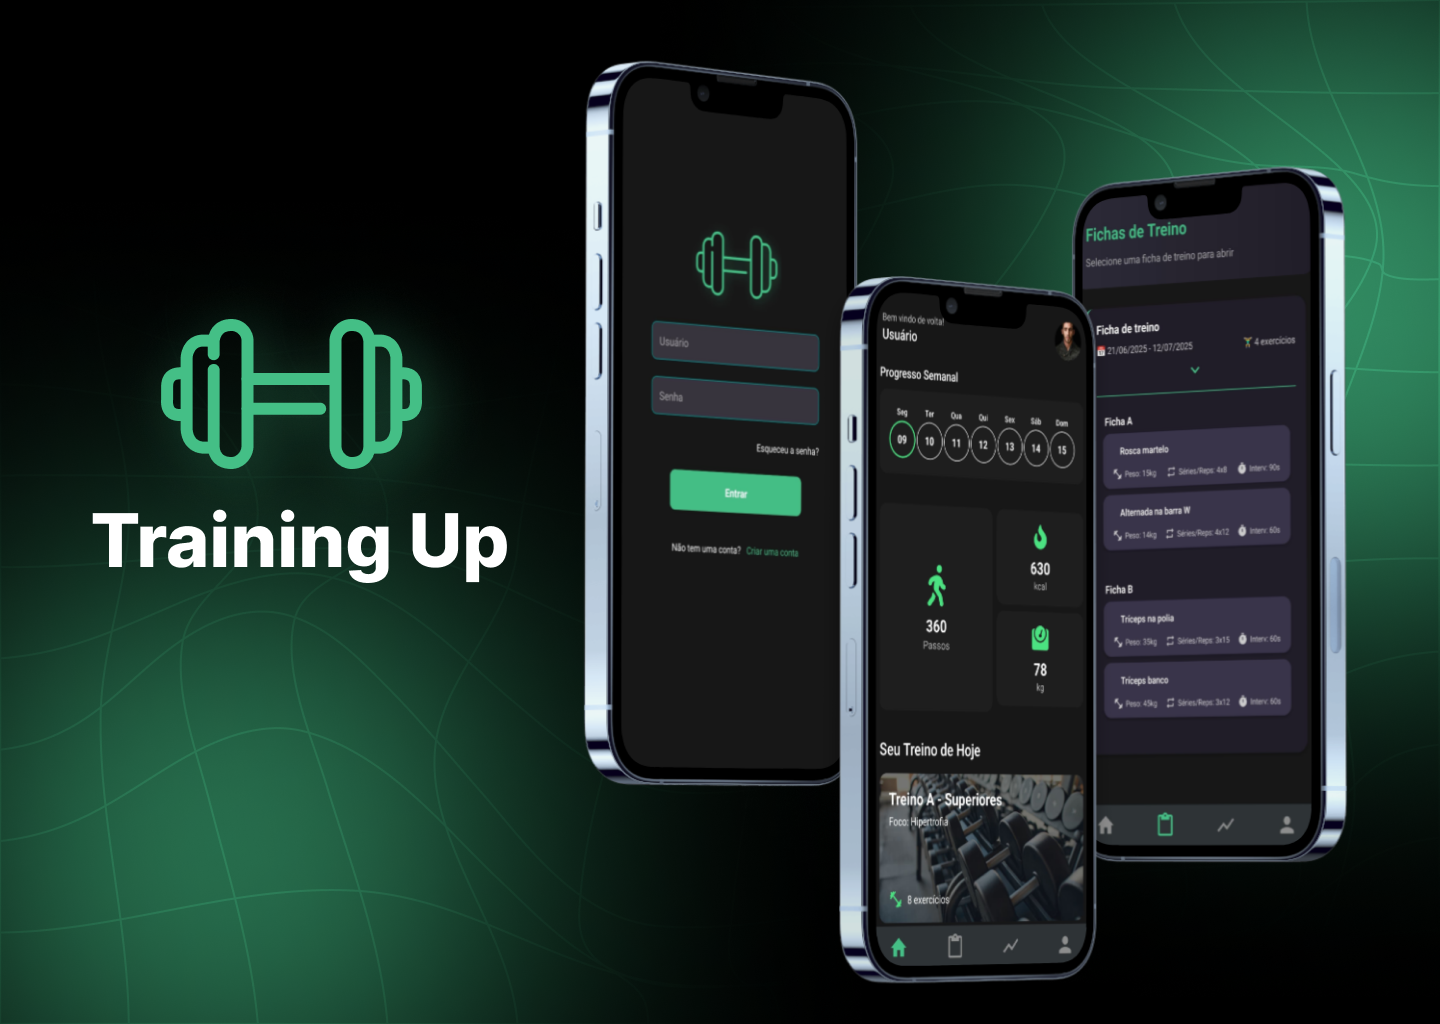 Training Up
Usuário
Senha
Esqueceu a senha?
Entrar
Não tem uma conta? Criar uma conta
Bem vindo de volta!
Usuário
Progresso Semanal
Seg Ter Qua Qui Sex Sáb Dom
09 10 11 12 13 14 15
360
Passos
630
kcal
78
kg
Seu Treino de Hoje
Treino A - Superiores
Foco: Hipertrofia
8 exercícios
Fichas de Treino
Selecione uma ficha de treino para abrir
Ficha de treino
21/06/2025 - 12/07/2025 4 exercícios
Ficha A
Rosca martelo
Peso: 15kg Séries/Reps: 4x8 Interv: 90s
Alternada na barra W
Peso: 14kg Séries/Reps: 4x12 Interv: 60s
Ficha B
Tríceps na polia
Peso: 35kg Séries/Reps: 3x15 Interv: 60s
Tríceps banco
Peso: 45kg Séries/Reps: 3x12 Interv: 60s